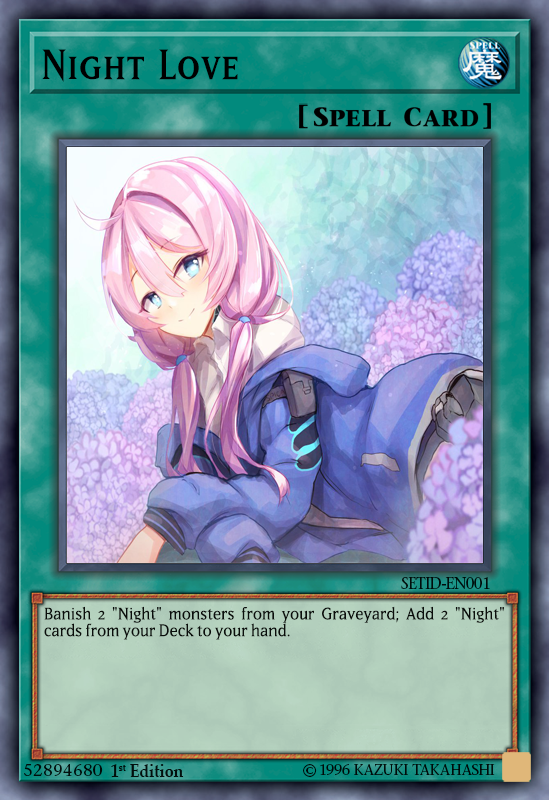 Night Love
SPELL
魔
[Spell Card]
SETID-EN001
Banish 2 "Night" monsters from your Graveyard; Add 2 "Night"
cards from your Deck to your hand.
52894680 1st Edition © 1996 KAZUKI TAKAHASHI